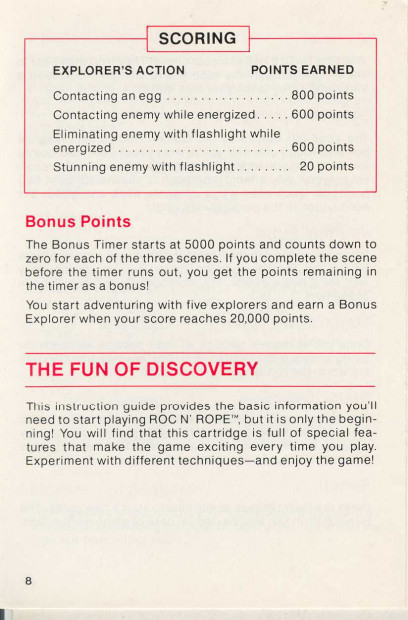 SCORING
EXPLORER'S ACTION POINTS EARNED
Contacting an egg . . . . . . . . . . . . . . . . . . 800 points
Contacting enemy while energized. . . . . 600 points
Eliminating enemy with flashlight while
energized . . . . . . . . . . . . . . . . . . . . . . . . . 600 points
Stunning enemy with flashlight . . . . . . . . 20 points
Bonus Points
The Bonus Timer starts at 5000 points and counts down to
zero for each of the three scenes. If you complete the scene
before the timer runs out, you get the points remaining in
the timer as a bonus!
You start adventuring with five explorers and earn a Bonus
Explorer when your score reaches 20,000 points.
THE FUN OF DISCOVERY
This instruction guide provides the basic information you'll
need to start playing ROC N' ROPE™, but it is only the begin-
ning! You will find that this cartridge is full of special fea-
tures that make the game exciting every time you play.
Experiment with different techniques—and enjoy the game!
8